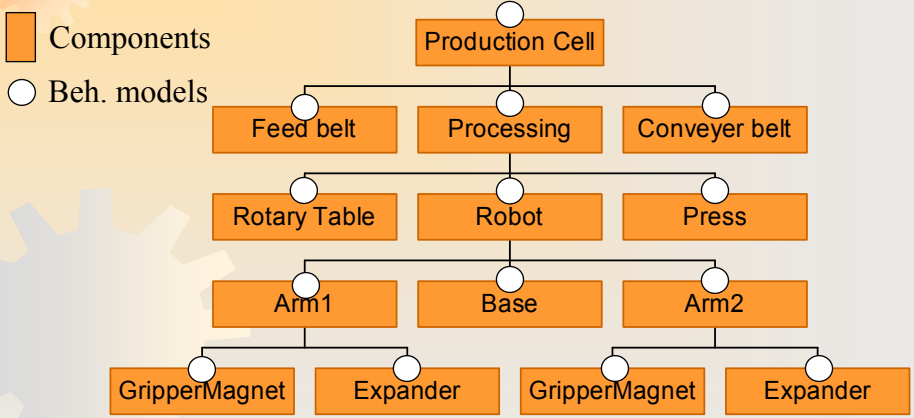 Components
Beh. models
Production Cell
Feed belt
Processing
Conveyer belt
Rotary Table
Robot
Press
Arm1
Base
Arm2
GripperMagnet
Expander
GripperMagnet
Expander